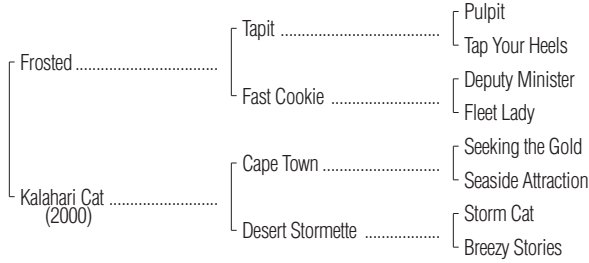 Pulpit
Tapit ................................
Tap Your Heels
Frosted ..................................
Deputy Minister
Fast Cookie ..........................
Fleet Lady
Seeking the Gold
Cape Town ............................
Seaside Attraction
Kalahari Cat ..........................
(2000)
Storm Cat
Desert Stormette ..................
Breezy Stories